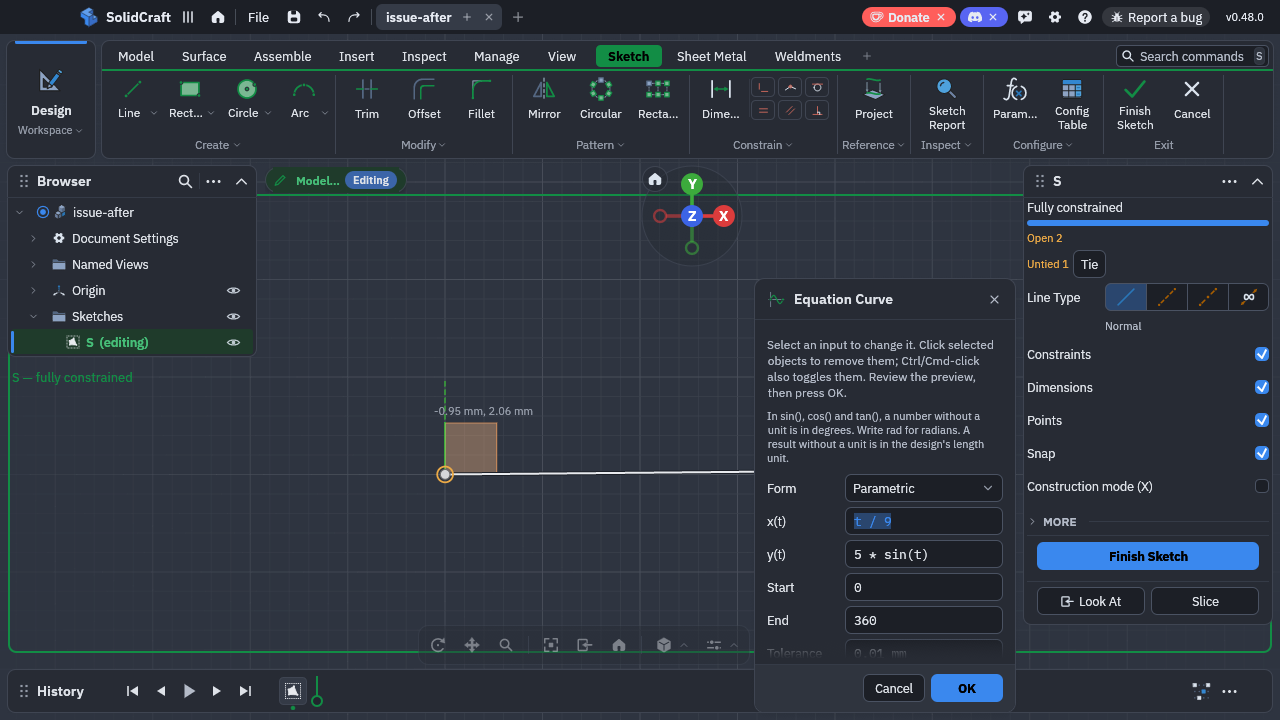 SolidCraft
File
issue-after
Donate
Report a bug
v0.48.0
Design
Workspace
Model
Surface
Assemble
Insert
Inspect
Manage
View
Sketch
Sheet Metal
Weldments
Search commands
S
Line
Rect...
Circle
Arc
Create
Trim
Offset
Fillet
Modify
Mirror
Circular
Recta...
Pattern
Dime...
Constrain
Project
Reference
Sketch
Report
Inspect
Param...
Config
Table
Configure
Finish
Sketch
Cancel
Exit
Browser
issue-after
Document Settings
Named Views
Origin
Sketches
S (editing)
S — fully constrained
Model...
Editing
Y
Z
X
-0.95 mm, 2.06 mm
Equation Curve
Select an input to change it. Click selected
objects to remove them; Ctrl/Cmd-click
also toggles them. Review the preview,
then press OK.
In sin(), cos() and tan(), a number without a
unit is in degrees. Write rad for radians. A
result without a unit is in the design's length
unit.
Form
Parametric
x(t)
t / 9
y(t)
5 * sin(t)
Start
0
End
360
Tolerance
0.01 mm
Cancel
OK
S
Fully constrained
Open 2
Untied 1
Tie
Line Type
Normal
Constraints
Dimensions
Points
Snap
Construction mode (X)
MORE
Finish Sketch
Look At
Slice
History